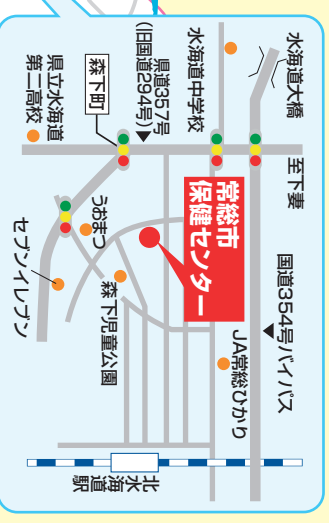 水海道大橋
至下妻
国道354号バイパス
水海道中学校
県道357号
(旧国道294号)
森下町
県立水海道
第二高校
常総市
保健センター
JA常総ひかり
うおまつ
森下児童公園
セブンイレブン
北水海道駅